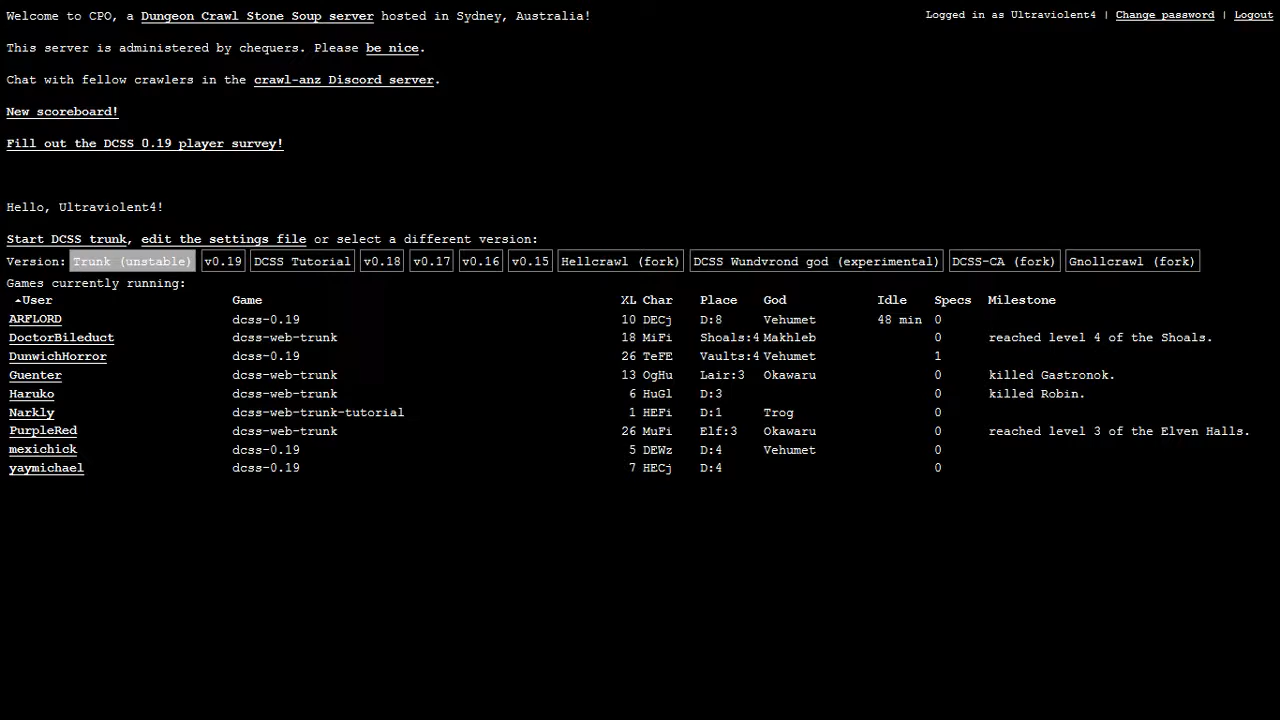 Welcome to CPO, a Dungeon Crawl Stone Soup server hosted in Sydney, Australia!
Logged in as Ultraviolent4 | Change password | Logout
This server is administered by chequers. Please be nice.
Chat with fellow crawlers in the crawl-anz Discord server.
New scoreboard!
Fill out the DCSS 0.19 player survey!
Hello, Ultraviolent4!
Start DCSS trunk, edit the settings file or select a different version:
Version: Trunk (unstable) v0.19 DCSS Tutorial v0.18 v0.17 v0.16 v0.15 Hellcrawl (fork) DCSS Wundvrond god (experimental) DCSS-CA (fork) Gnollcrawl (fork)
Games currently running:
User Game XL Char Place God Idle Specs Milestone
ARFLORD dcss-0.19 10 DECj D:8 Vehumet 48 min 0
DoctorBileduct dcss-web-trunk 18 MiFi Shoals:4 Makhleb 0 reached level 4 of the Shoals.
DunwichHorror dcss-0.19 26 TeFE Vaults:4 Vehumet 1
Guenter dcss-web-trunk 13 OgHu Lair:3 Okawaru 0 killed Gastronok.
Haruko dcss-web-trunk 6 HuGl D:3 0 killed Robin.
Narkly dcss-web-trunk-tutorial 1 HEFi D:1 Trog 0
PurpleRed dcss-web-trunk 26 MuFi Elf:3 Okawaru 0 reached level 3 of the Elven Halls.
mexichick dcss-0.19 5 DEWz D:4 Vehumet 0
yaymichael dcss-0.19 7 HECj D:4 0